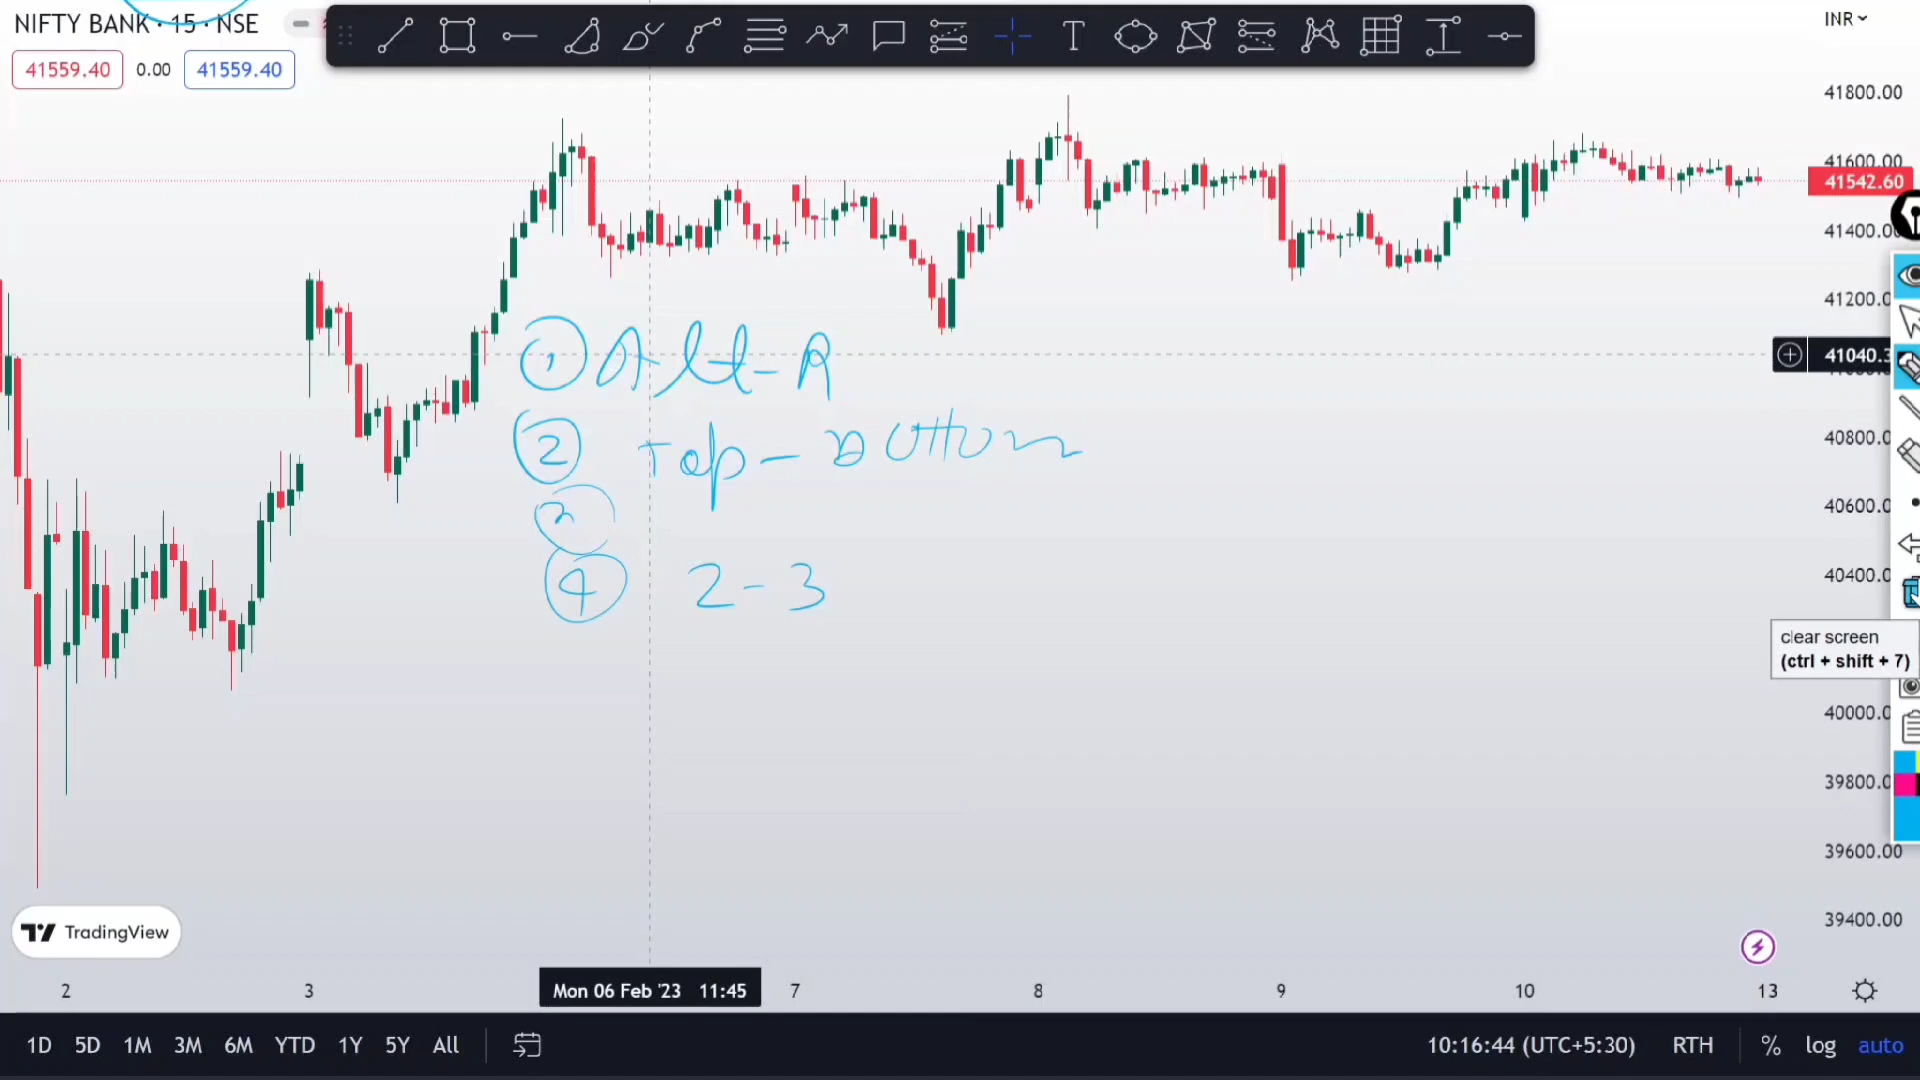 NIFTY BANK · 15 · NSE
INR
41559.40 0.00 41559.40
41800.00
41600.00
41542.60
41400.00
41200.00
41040.3
40800.0
40600.0
40400.0
40000.0
39800.0
39600.00
39400.00
1 Alt-R
2 Top-Bottom
3
4 2-3
clear screen
(ctrl + shift + 7)
TradingView
2 3 Mon 06 Feb '23 11:45 7 8 9 10 13
1D 5D 1M 3M 6M YTD 1Y 5Y All 10:16:44 (UTC+5:30) RTH % log auto